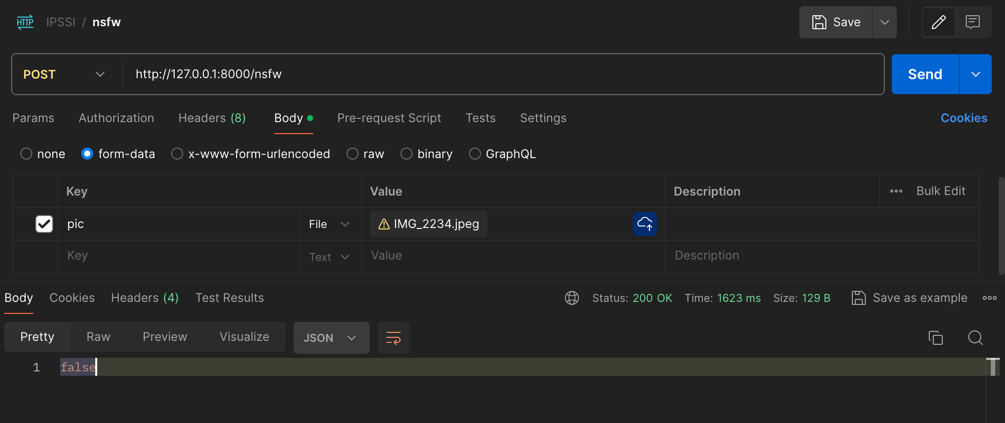 HTTP IPSSI / nsfw Save
POST http://127.0.0.1:8000/nsfw Send
Params Authorization Headers (8) Body Pre-request Script Tests Settings Cookies
none form-data x-www-form-urlencoded raw binary GraphQL
Key Value Description Bulk Edit
pic File IMG_2234.jpeg
Key Text Value Description
Body Cookies Headers (4) Test Results Status: 200 OK Time: 1623 ms Size: 129 B Save as example
Pretty Raw Preview Visualize JSON
1 false